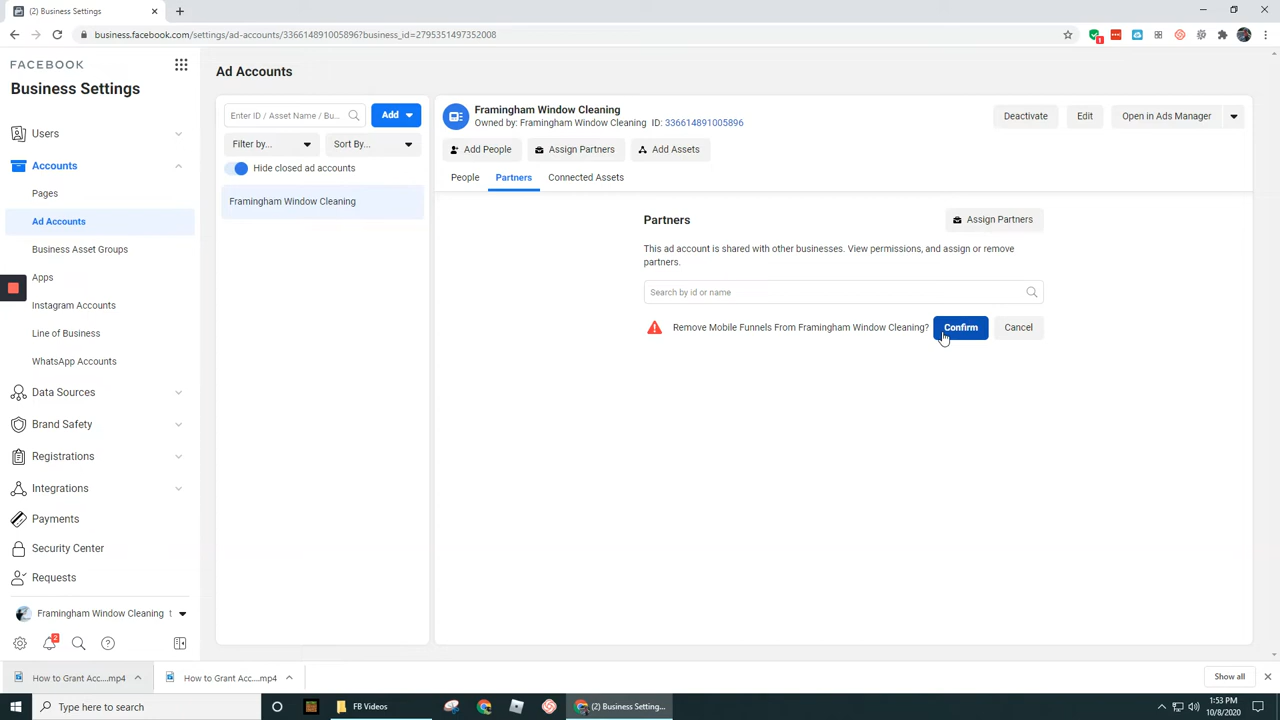 (2) Business Settings
business.facebook.com/settings/ad-accounts/336614891005896?business_id=2795351497352008
1
FACEBOOK
Business Settings
Users
Accounts
Pages
Ad Accounts
Business Asset Groups
Apps
Instagram Accounts
Line of Business
WhatsApp Accounts
Data Sources
Brand Safety
Registrations
Integrations
Payments
Security Center
Requests
Framingham Window Cleaning t
2
Ad Accounts
Enter ID / Asset Name / Bu...
Add
Filter by...
Sort By...
Hide closed ad accounts
Framingham Window Cleaning
Framingham Window Cleaning
Owned by: Framingham Window Cleaning ID: 336614891005896
Deactivate
Edit
Open in Ads Manager
Add People
Assign Partners
Add Assets
People
Partners
Connected Assets
Partners
Assign Partners
This ad account is shared with other businesses. View permissions, and assign or remove
partners.
Search by id or name
Remove Mobile Funnels From Framingham Window Cleaning?
Confirm
Cancel
How to Grant Acc....mp4
How to Grant Acc....mp4
Show all
Type here to search
FB Videos
(2) Business Setting...
1:53 PM
10/8/2020